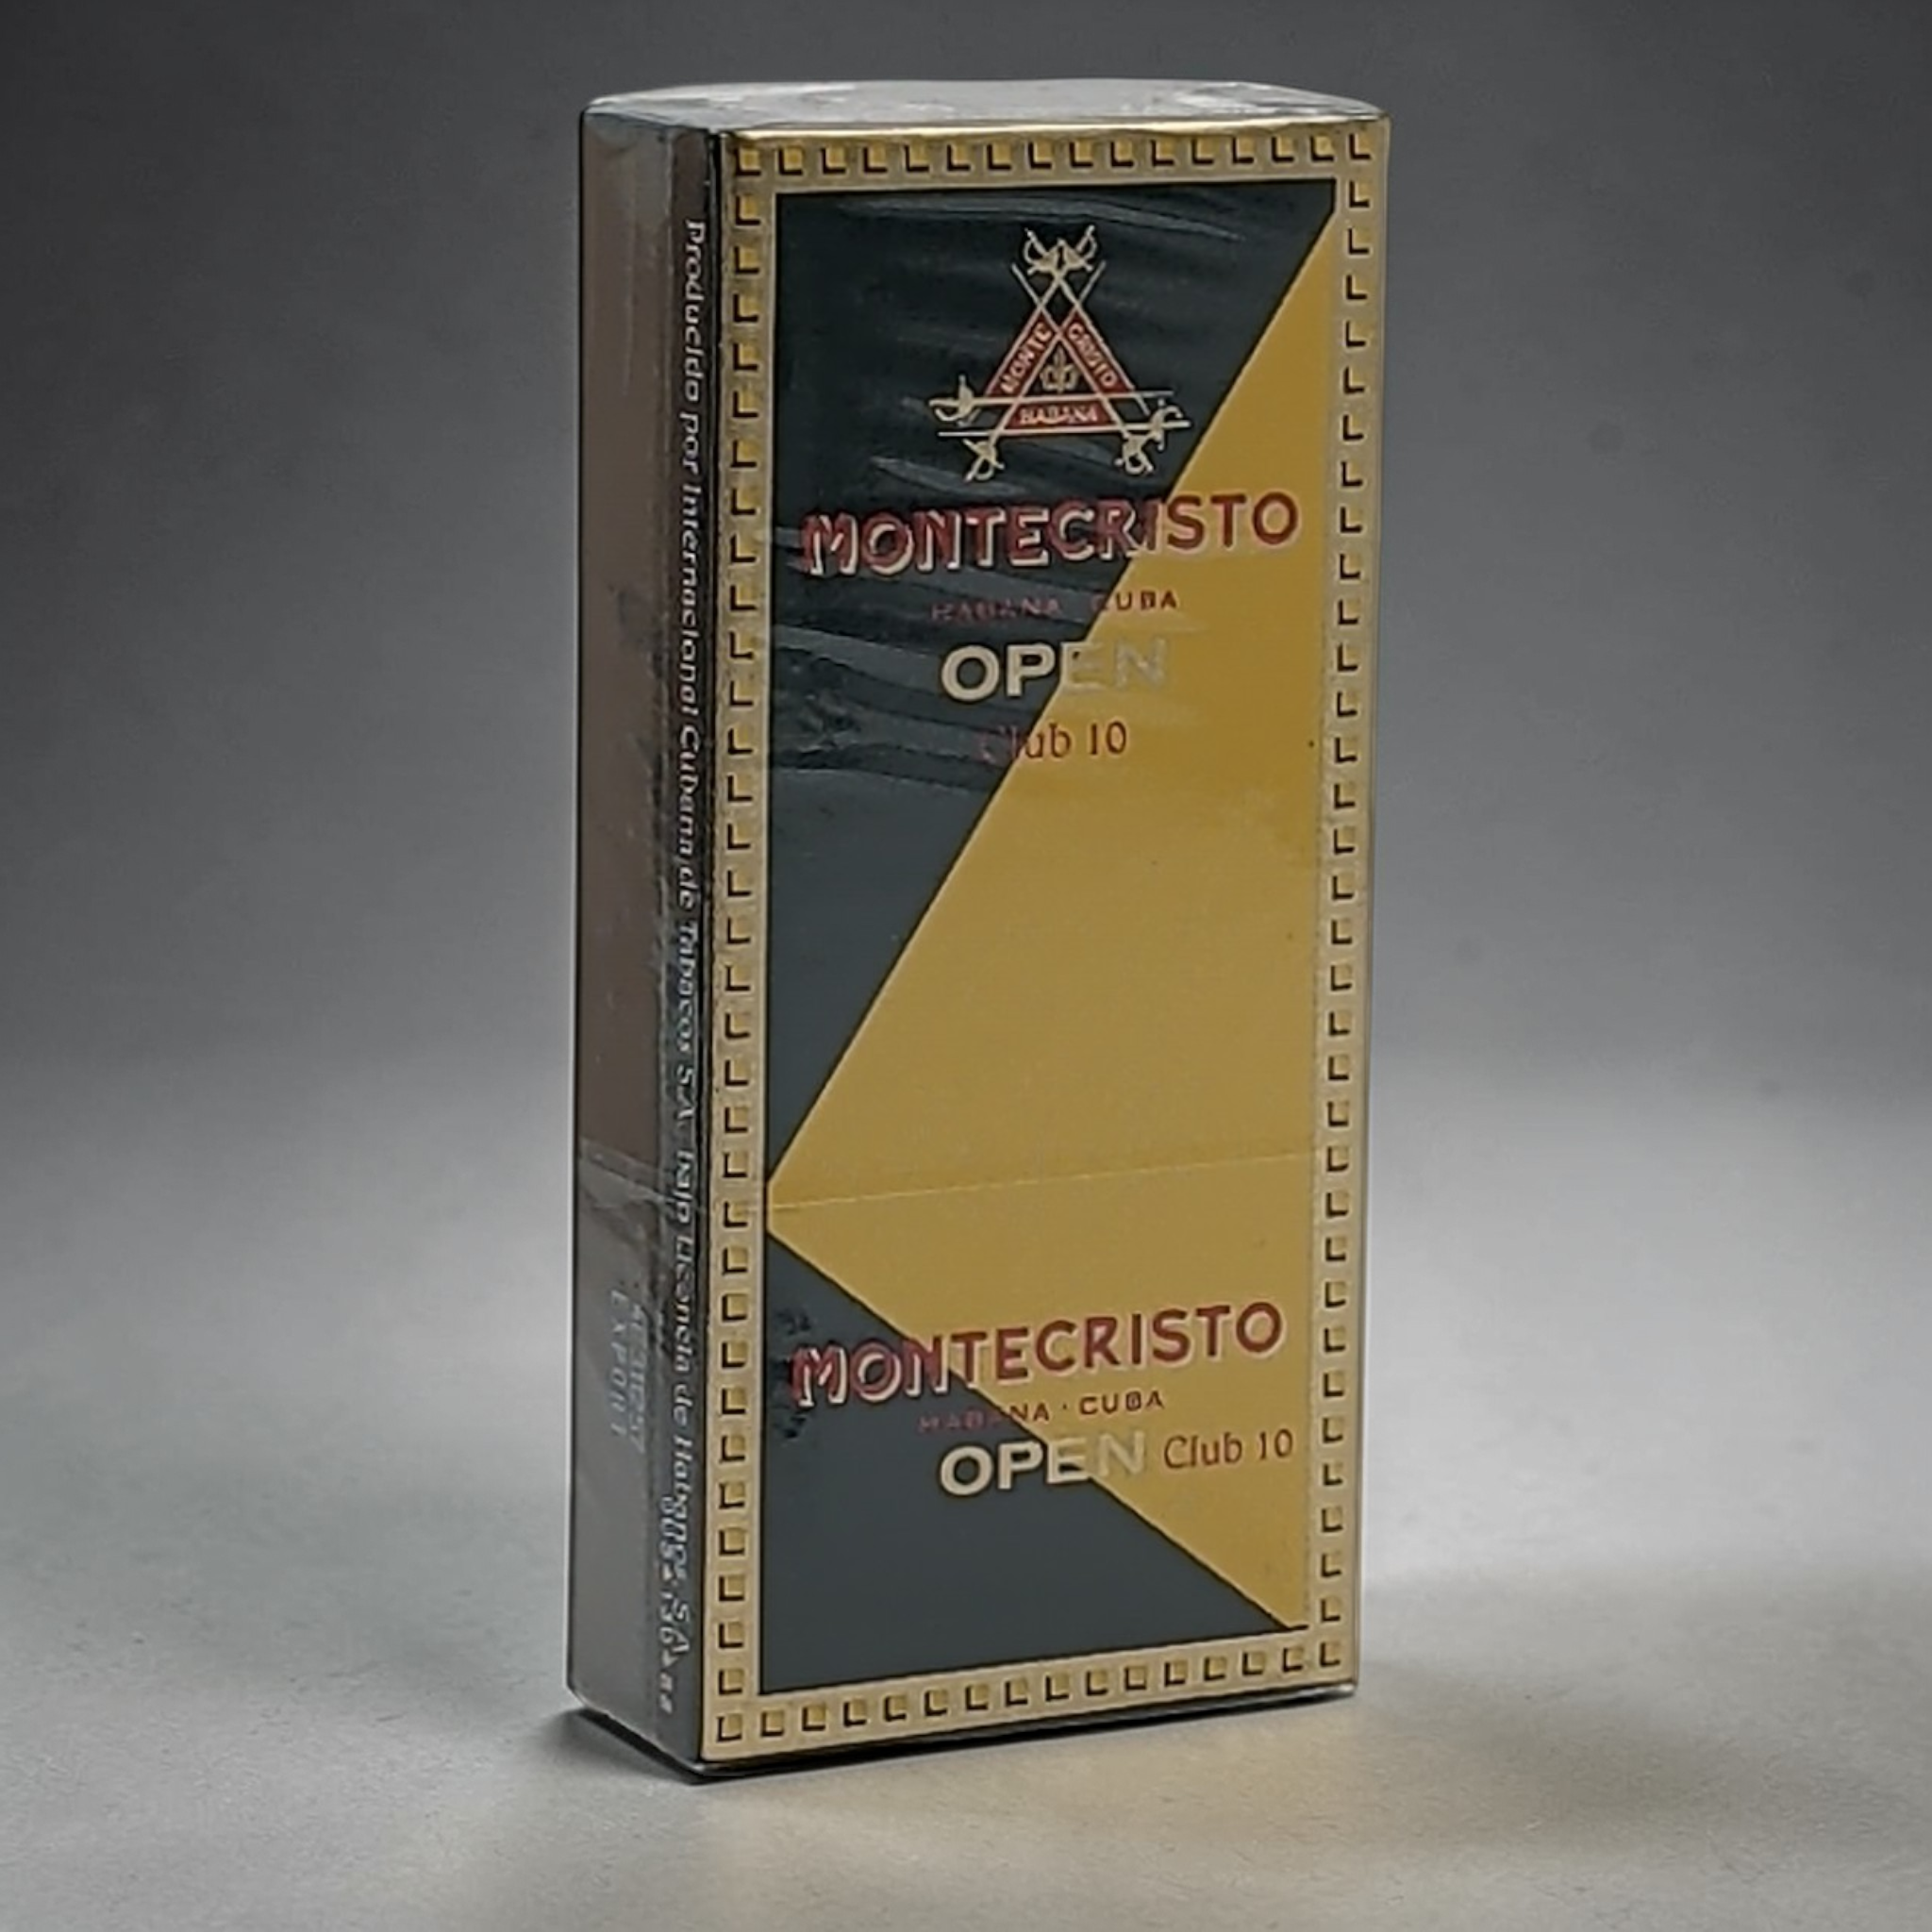 MONTE CRISTO
HABANA
MONTECRISTO
HABANA CUBA
OPEN
Club 10
MONTECRISTO
HABANA · CUBA
OPEN Club 10
Producido por Internacional Cubana de Tabacos S.A. bajo licencia de Habanos S.A.